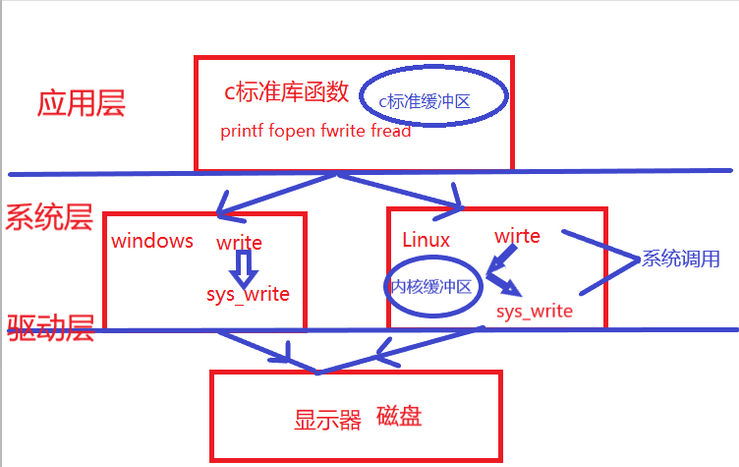 应用层
c标准库函数 c标准缓冲区
printf fopen fwrite fread
系统层
windows write
sys_write
Linux wirte
内核缓冲区
sys_write
系统调用
驱动层
显示器 磁盘